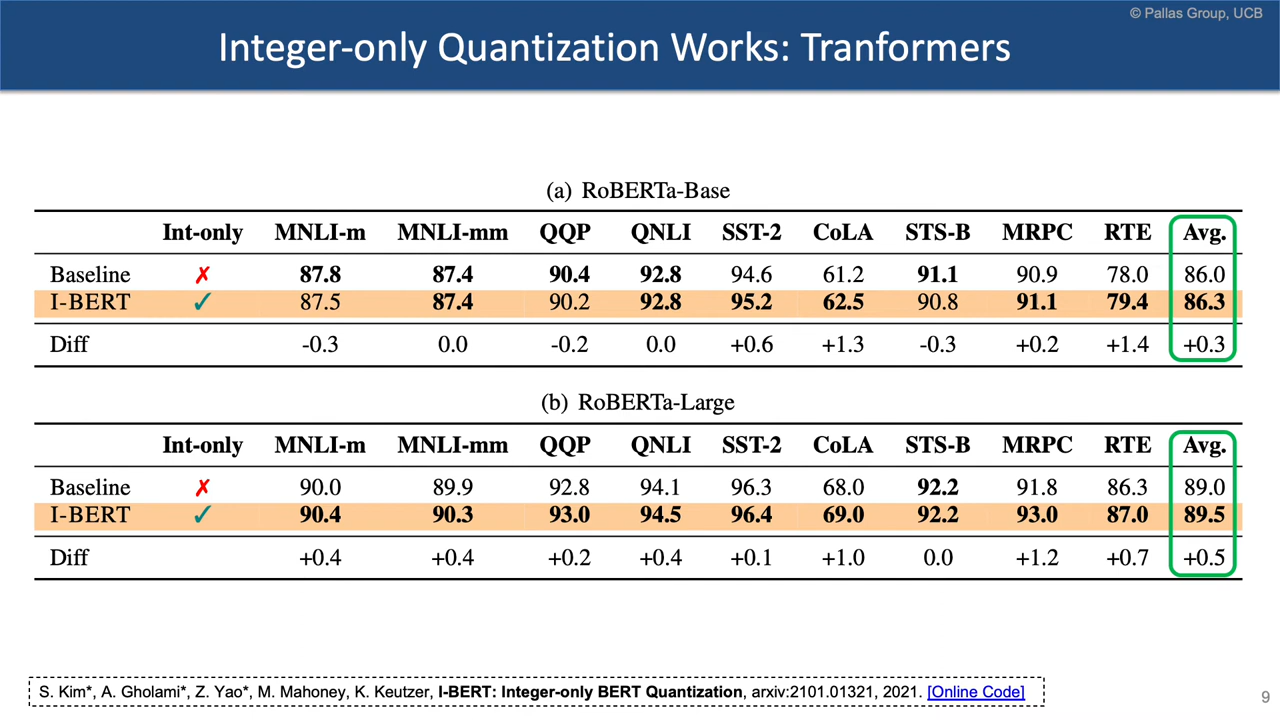 © Pallas Group, UCB
Integer-only Quantization Works: Tranformers
(a) RoBERTa-Base
Int-only MNLI-m MNLI-mm QQP QNLI SST-2 CoLA STS-B MRPC RTE Avg.
Baseline ✗ 87.8 87.4 90.4 92.8 94.6 61.2 91.1 90.9 78.0 86.0
I-BERT ✓ 87.5 87.4 90.2 92.8 95.2 62.5 90.8 91.1 79.4 86.3
Diff -0.3 0.0 -0.2 0.0 +0.6 +1.3 -0.3 +0.2 +1.4 +0.3
(b) RoBERTa-Large
Int-only MNLI-m MNLI-mm QQP QNLI SST-2 CoLA STS-B MRPC RTE Avg.
Baseline ✗ 90.0 89.9 92.8 94.1 96.3 68.0 92.2 91.8 86.3 89.0
I-BERT ✓ 90.4 90.3 93.0 94.5 96.4 69.0 92.2 93.0 87.0 89.5
Diff +0.4 +0.4 +0.2 +0.4 +0.1 +1.0 0.0 +1.2 +0.7 +0.5
S. Kim*, A. Gholami*, Z. Yao*, M. Mahoney, K. Keutzer, I-BERT: Integer-only BERT Quantization, arxiv:2101.01321, 2021. [Online Code]
9